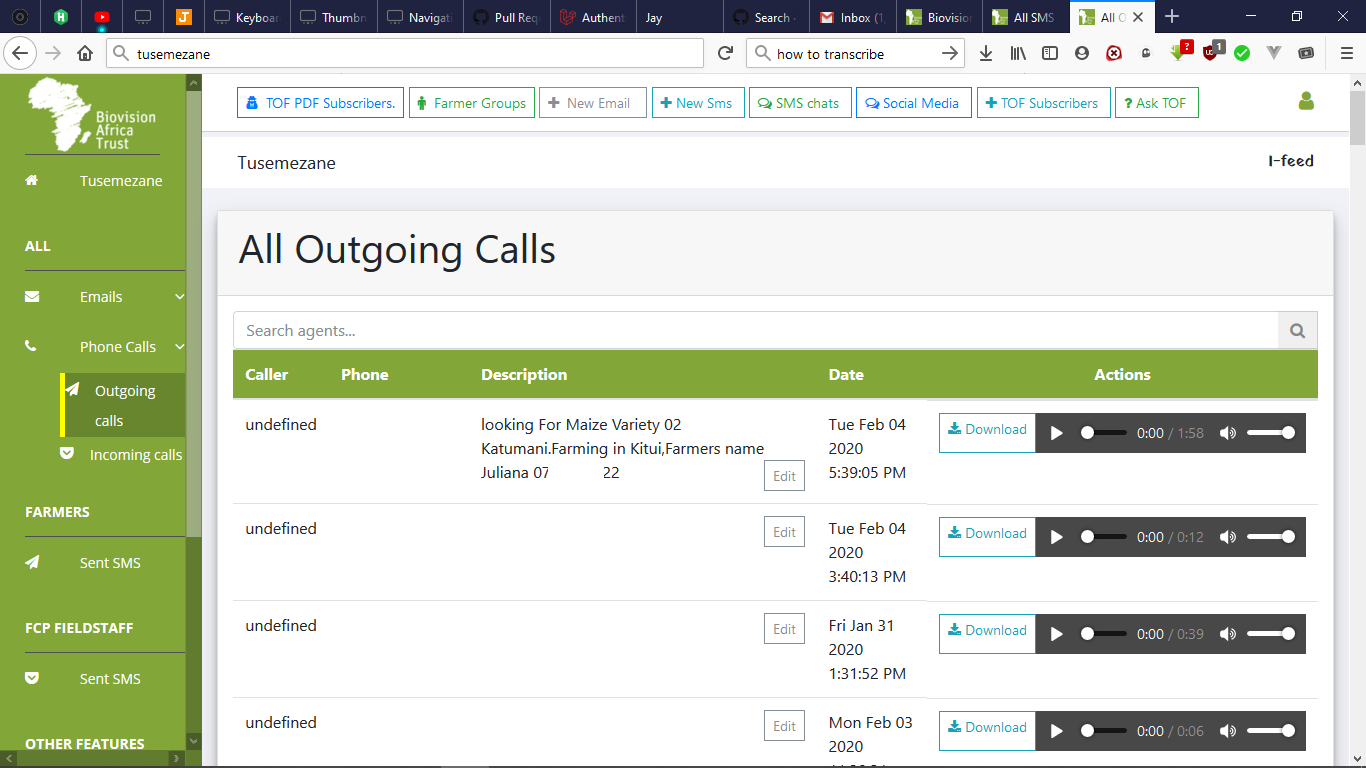 Keyboar
Thumbn
Navigati
Pull Req
Authent
Jay
Search
Inbox (1,
Biovision
All SMS
All O
tusemezane
how to transcribe
Biovision
Africa
Trust
Tusemezane
ALL
Emails
Phone Calls
Outgoing
calls
Incoming calls
FARMERS
Sent SMS
FCP FIELDSTAFF
Sent SMS
OTHER FEATURES
TOF PDF Subscribers.
Farmer Groups
New Email
New Sms
SMS chats
Social Media
TOF Subscribers
? Ask TOF
Tusemezane
I-feed
All Outgoing Calls
Search agents...
Caller Phone Description Date Actions
undefined
looking For Maize Variety 02
Katumani.Farming in Kitui,Farmers name
Juliana 07 22
Edit
Tue Feb 04
2020
5:39:05 PM
Download
0:00 / 1:58
undefined
Edit
Tue Feb 04
2020
3:40:13 PM
Download
0:00 / 0:12
undefined
Edit
Fri Jan 31
2020
1:31:52 PM
Download
0:00 / 0:39
undefined
Edit
Mon Feb 03
2020
Download
0:00 / 0:06